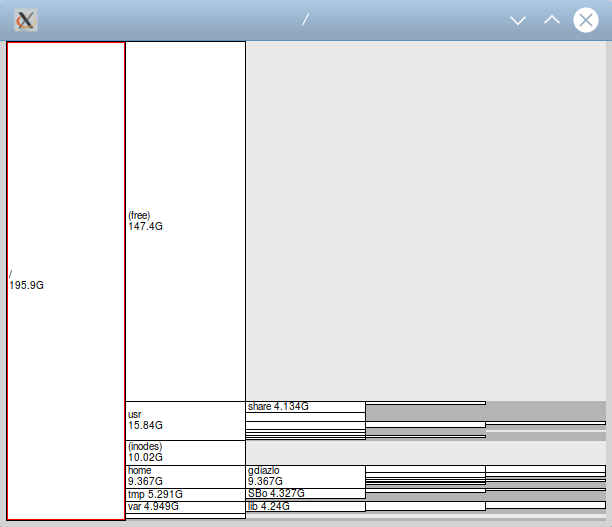 /
/
195.9G
(free)
147.4G
usr
15.84G
share 4.134G
(inodes)
10.02G
home
9.367G
gdiazlo
9.367G
tmp 5.291G
SBo 4.327G
var 4.949G
lib 4.24G